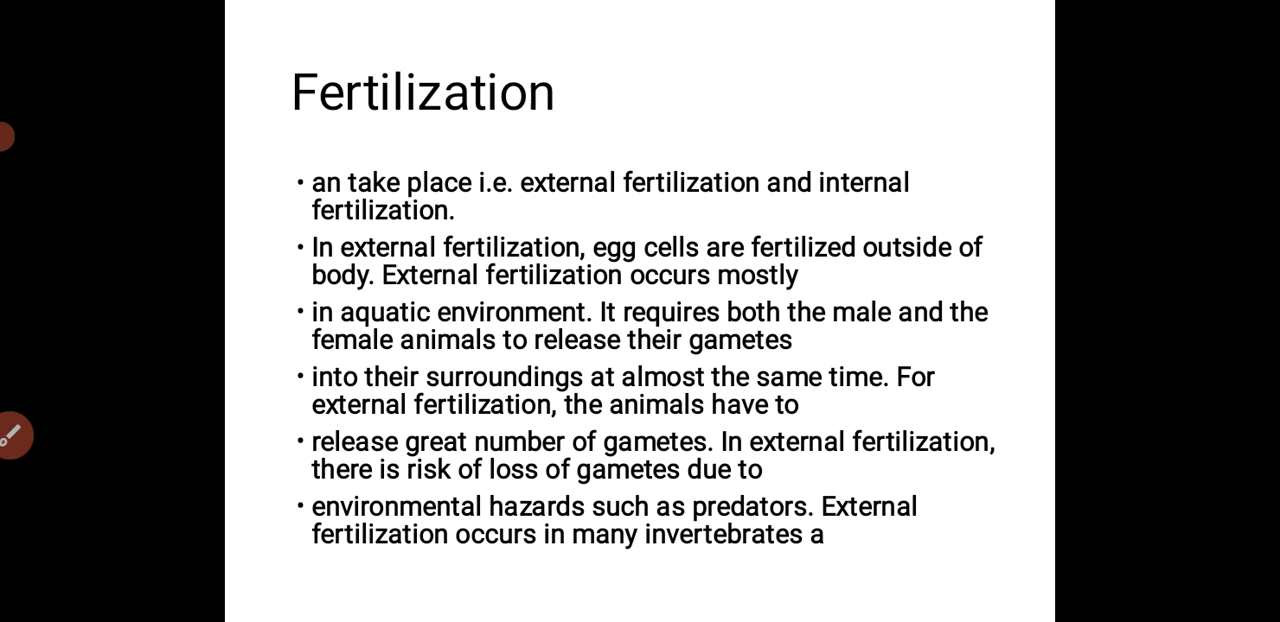 Fertilization
• an take place i.e. external fertilization and internal
fertilization.
• In external fertilization, egg cells are fertilized outside of
body. External fertilization occurs mostly
• in aquatic environment. It requires both the male and the
female animals to release their gametes
• into their surroundings at almost the same time. For
external fertilization, the animals have to
• release great number of gametes. In external fertilization,
there is risk of loss of gametes due to
• environmental hazards such as predators. External
fertilization occurs in many invertebrates a